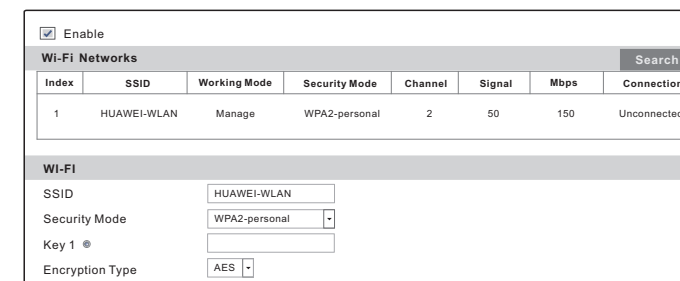 Enable
Wi-Fi Networks Search
Index SSID Working Mode Security Mode Channel Signal Mbps Connection
1 HUAWEI-WLAN Manage WPA2-personal 2 50 150 Unconnected
WI-FI
SSID HUAWEI-WLAN
Security Mode WPA2-personal
Key 1
Encryption Type AES